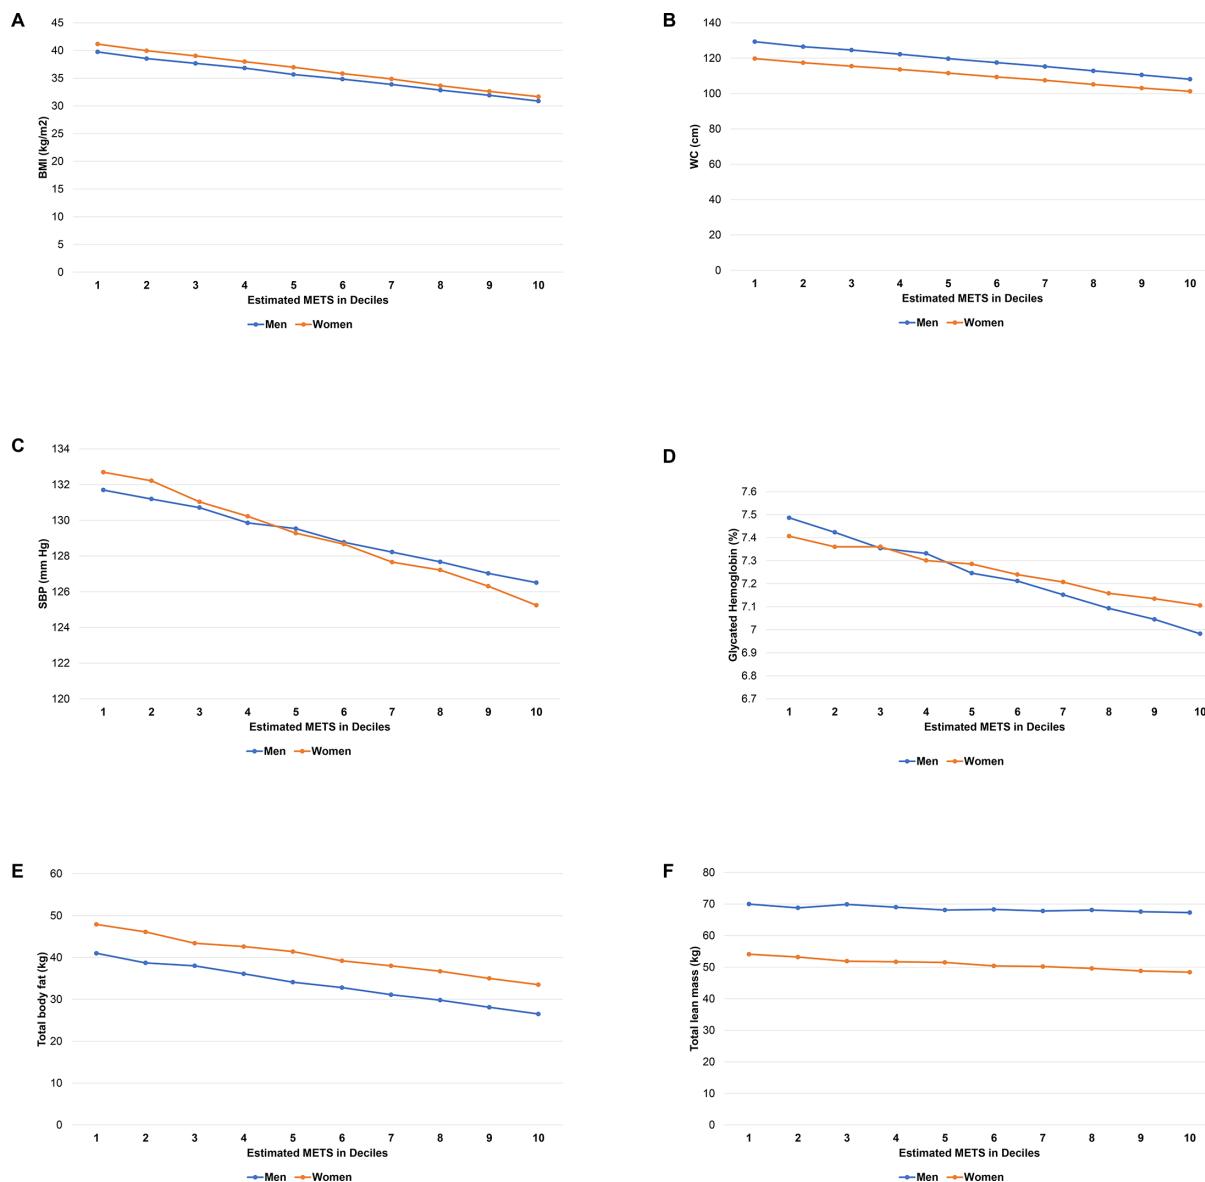 A
BMI (kg/m2)
45
40
35
30
25
20
15
10
5
0
1 2 3 4 5 6 7 8 9 10
Estimated METS in Deciles
Men Women
B
WC (cm)
140
120
100
80
60
40
20
0
1 2 3 4 5 6 7 8 9 10
Estimated METS in Deciles
Men Women
C
SBP (mm Hg)
134
132
130
128
126
124
122
120
1 2 3 4 5 6 7 8 9 10
Estimated METS in Deciles
Men Women
D
Glycated Hemoglobin (%)
7.6
7.5
7.4
7.3
7.2
7.1
7
6.9
6.8
6.7
1 2 3 4 5 6 7 8 9 10
Estimated METS in Deciles
Men Women
E
Total body fat (kg)
60
50
40
30
20
10
0
1 2 3 4 5 6 7 8 9 10
Estimated METS in Deciles
Men Women
F
Total lean mass (kg)
80
70
60
50
40
30
20
10
0
1 2 3 4 5 6 7 8 9 10
Estimated METS in Deciles
Men Women